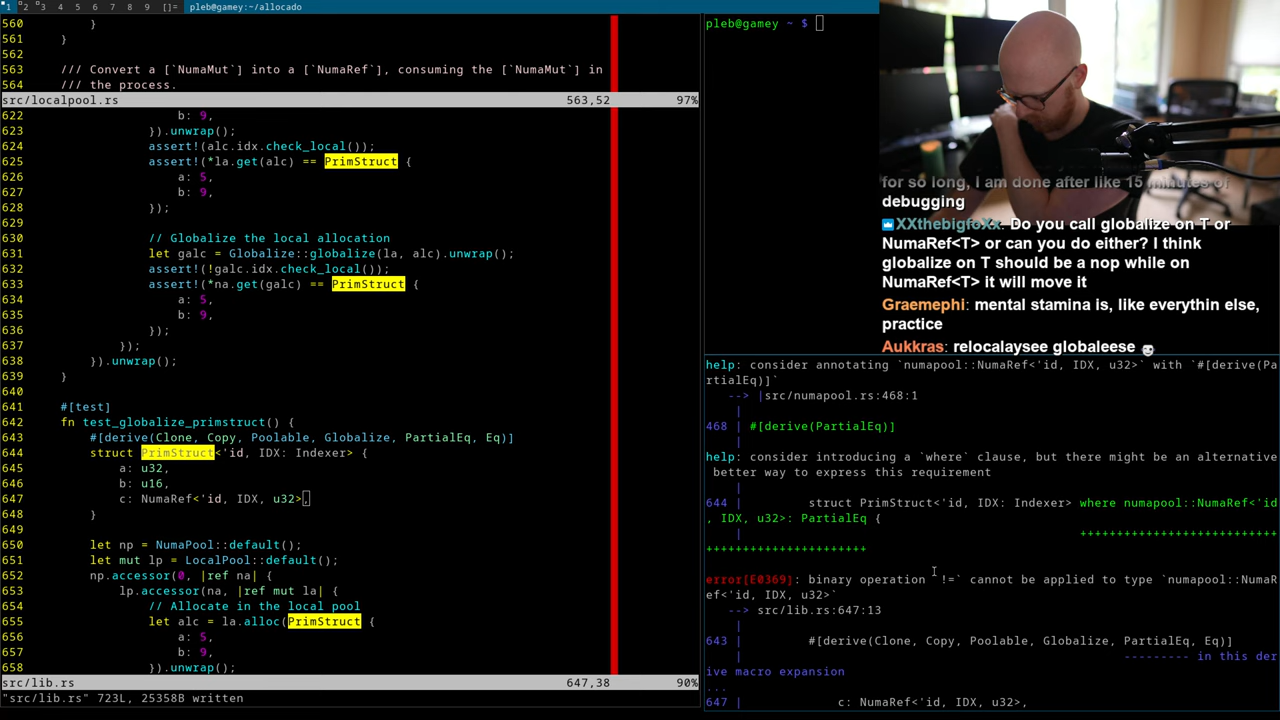 1 2 3 4 5 6 7 8 9 []= pleb@gamey:~/allocado
560 }
561 }
562
563 /// Convert a [`NumaMut`] into a [`NumaRef`], consuming the [`NumaMut`] in
564 /// the process.
src/localpool.rs 563,52 97%
622 b: 9,
623 }).unwrap();
624 assert!(alc.idx.check_local());
625 assert!(*la.get(alc) == PrimStruct {
626 a: 5,
627 b: 9,
628 });
629
630 // Globalize the local allocation
631 let galc = Globalize::globalize(la, alc).unwrap();
632 assert!(!galc.idx.check_local());
633 assert!(*na.get(galc) == PrimStruct {
634 a: 5,
635 b: 9,
636 });
637 });
638 }).unwrap();
639 }
640
641 #[test]
642 fn test_globalize_primstruct() {
643 #[derive(Clone, Copy, Poolable, Globalize, PartialEq, Eq)]
644 struct PrimStruct<'id, IDX: Indexer> {
645 a: u32,
646 b: u16,
647 c: NumaRef<'id, IDX, u32>,
648 }
649
650 let np = NumaPool::default();
651 let mut lp = LocalPool::default();
652 np.accessor(0, |ref na| {
653 lp.accessor(na, |ref mut la| {
654 // Allocate in the local pool
655 let alc = la.alloc(PrimStruct {
656 a: 5,
657 b: 9,
658 }).unwrap();
src/lib.rs 647,38 90%
"src/lib.rs" 723L, 25358B written
pleb@gamey ~ $
for so long, I am done after like 15 minutes of
debugging
XXthebigfoXx: Do you call globalize on T or
NumaRef<T> or can you do either? I think
globalize on T should be a nop while on
NumaRef<T> it will move it
Graemephi: mental stamina is, like everythin else,
practice
Aukkras: relocalaysee globaleese
help: consider annotating `numapool::NumaRef<'id, IDX, u32>` with `#[derive(Pa
rtialEq)]`
--> src/numapool.rs:468:1
|
468 | #[derive(PartialEq)]
|
help: consider introducing a `where` clause, but there might be an alternative
better way to express this requirement
|
644 | struct PrimStruct<'id, IDX: Indexer> where numapool::NumaRef<'id
, IDX, u32>: PartialEq {
| ++++++++++++++++++++++++++
++++++++++++++++++++++
error[E0369]: binary operation `!=` cannot be applied to type `numapool::NumaR
ef<'id, IDX, u32>`
--> src/lib.rs:647:13
|
643 | #[derive(Clone, Copy, Poolable, Globalize, PartialEq, Eq)]
| --------- in this der
ive macro expansion
...
647 | c: NumaRef<'id, IDX, u32>,